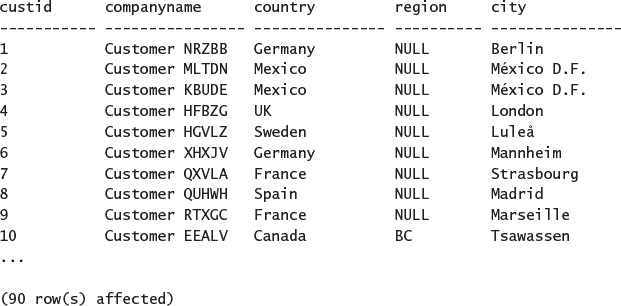 custid      companyname     country         region     city
----------- --------------- --------------- ---------- ---------------
1           Customer NRZBB  Germany         NULL       Berlin
2           Customer MLTDN  Mexico          NULL       México D.F.
3           Customer KBUDE  Mexico          NULL       México D.F.
4           Customer HFBZG  UK              NULL       London
5           Customer HGVLZ  Sweden          NULL       Luleå
6           Customer XHXJV  Germany         NULL       Mannheim
7           Customer QXVLA  France          NULL       Strasbourg
8           Customer QUHWH  Spain           NULL       Madrid
9           Customer RTXGC  France          NULL       Marseille
10          Customer EEALV  Canada          BC         Tsawassen
...
(90 row(s) affected)